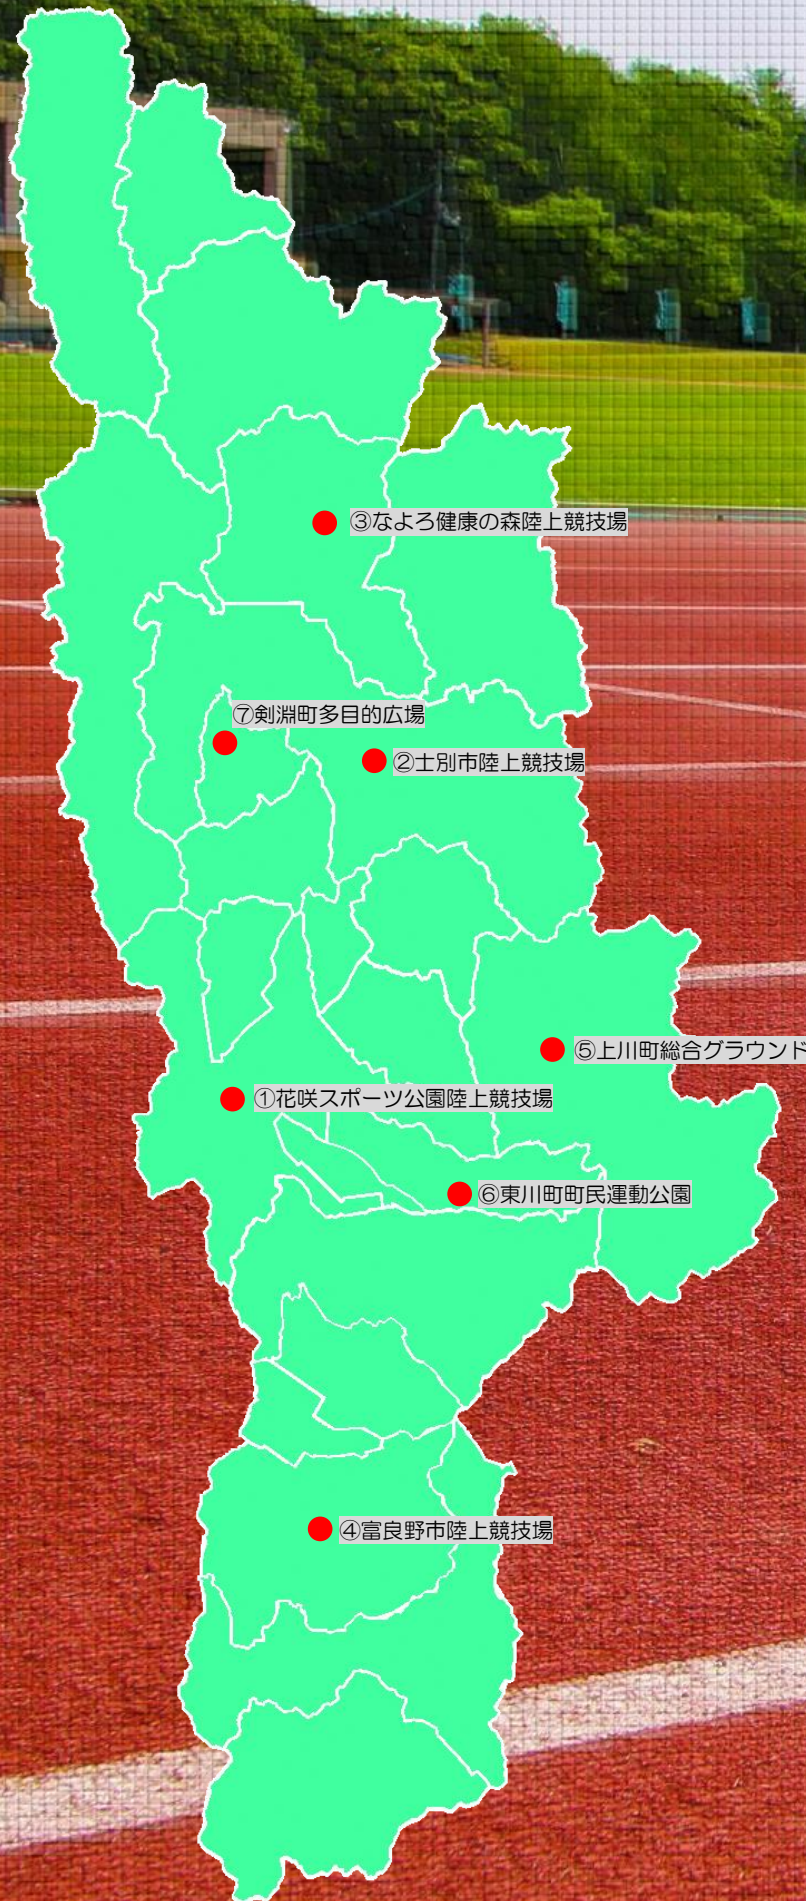 ③なよろ健康の森陸上競技場
⑦剣淵町多目的広場
②士別市陸上競技場
⑤上川町総合グラウンド
①花咲スポーツ公園陸上競技場
⑥東川町町民運動公園
④富良野市陸上競技場